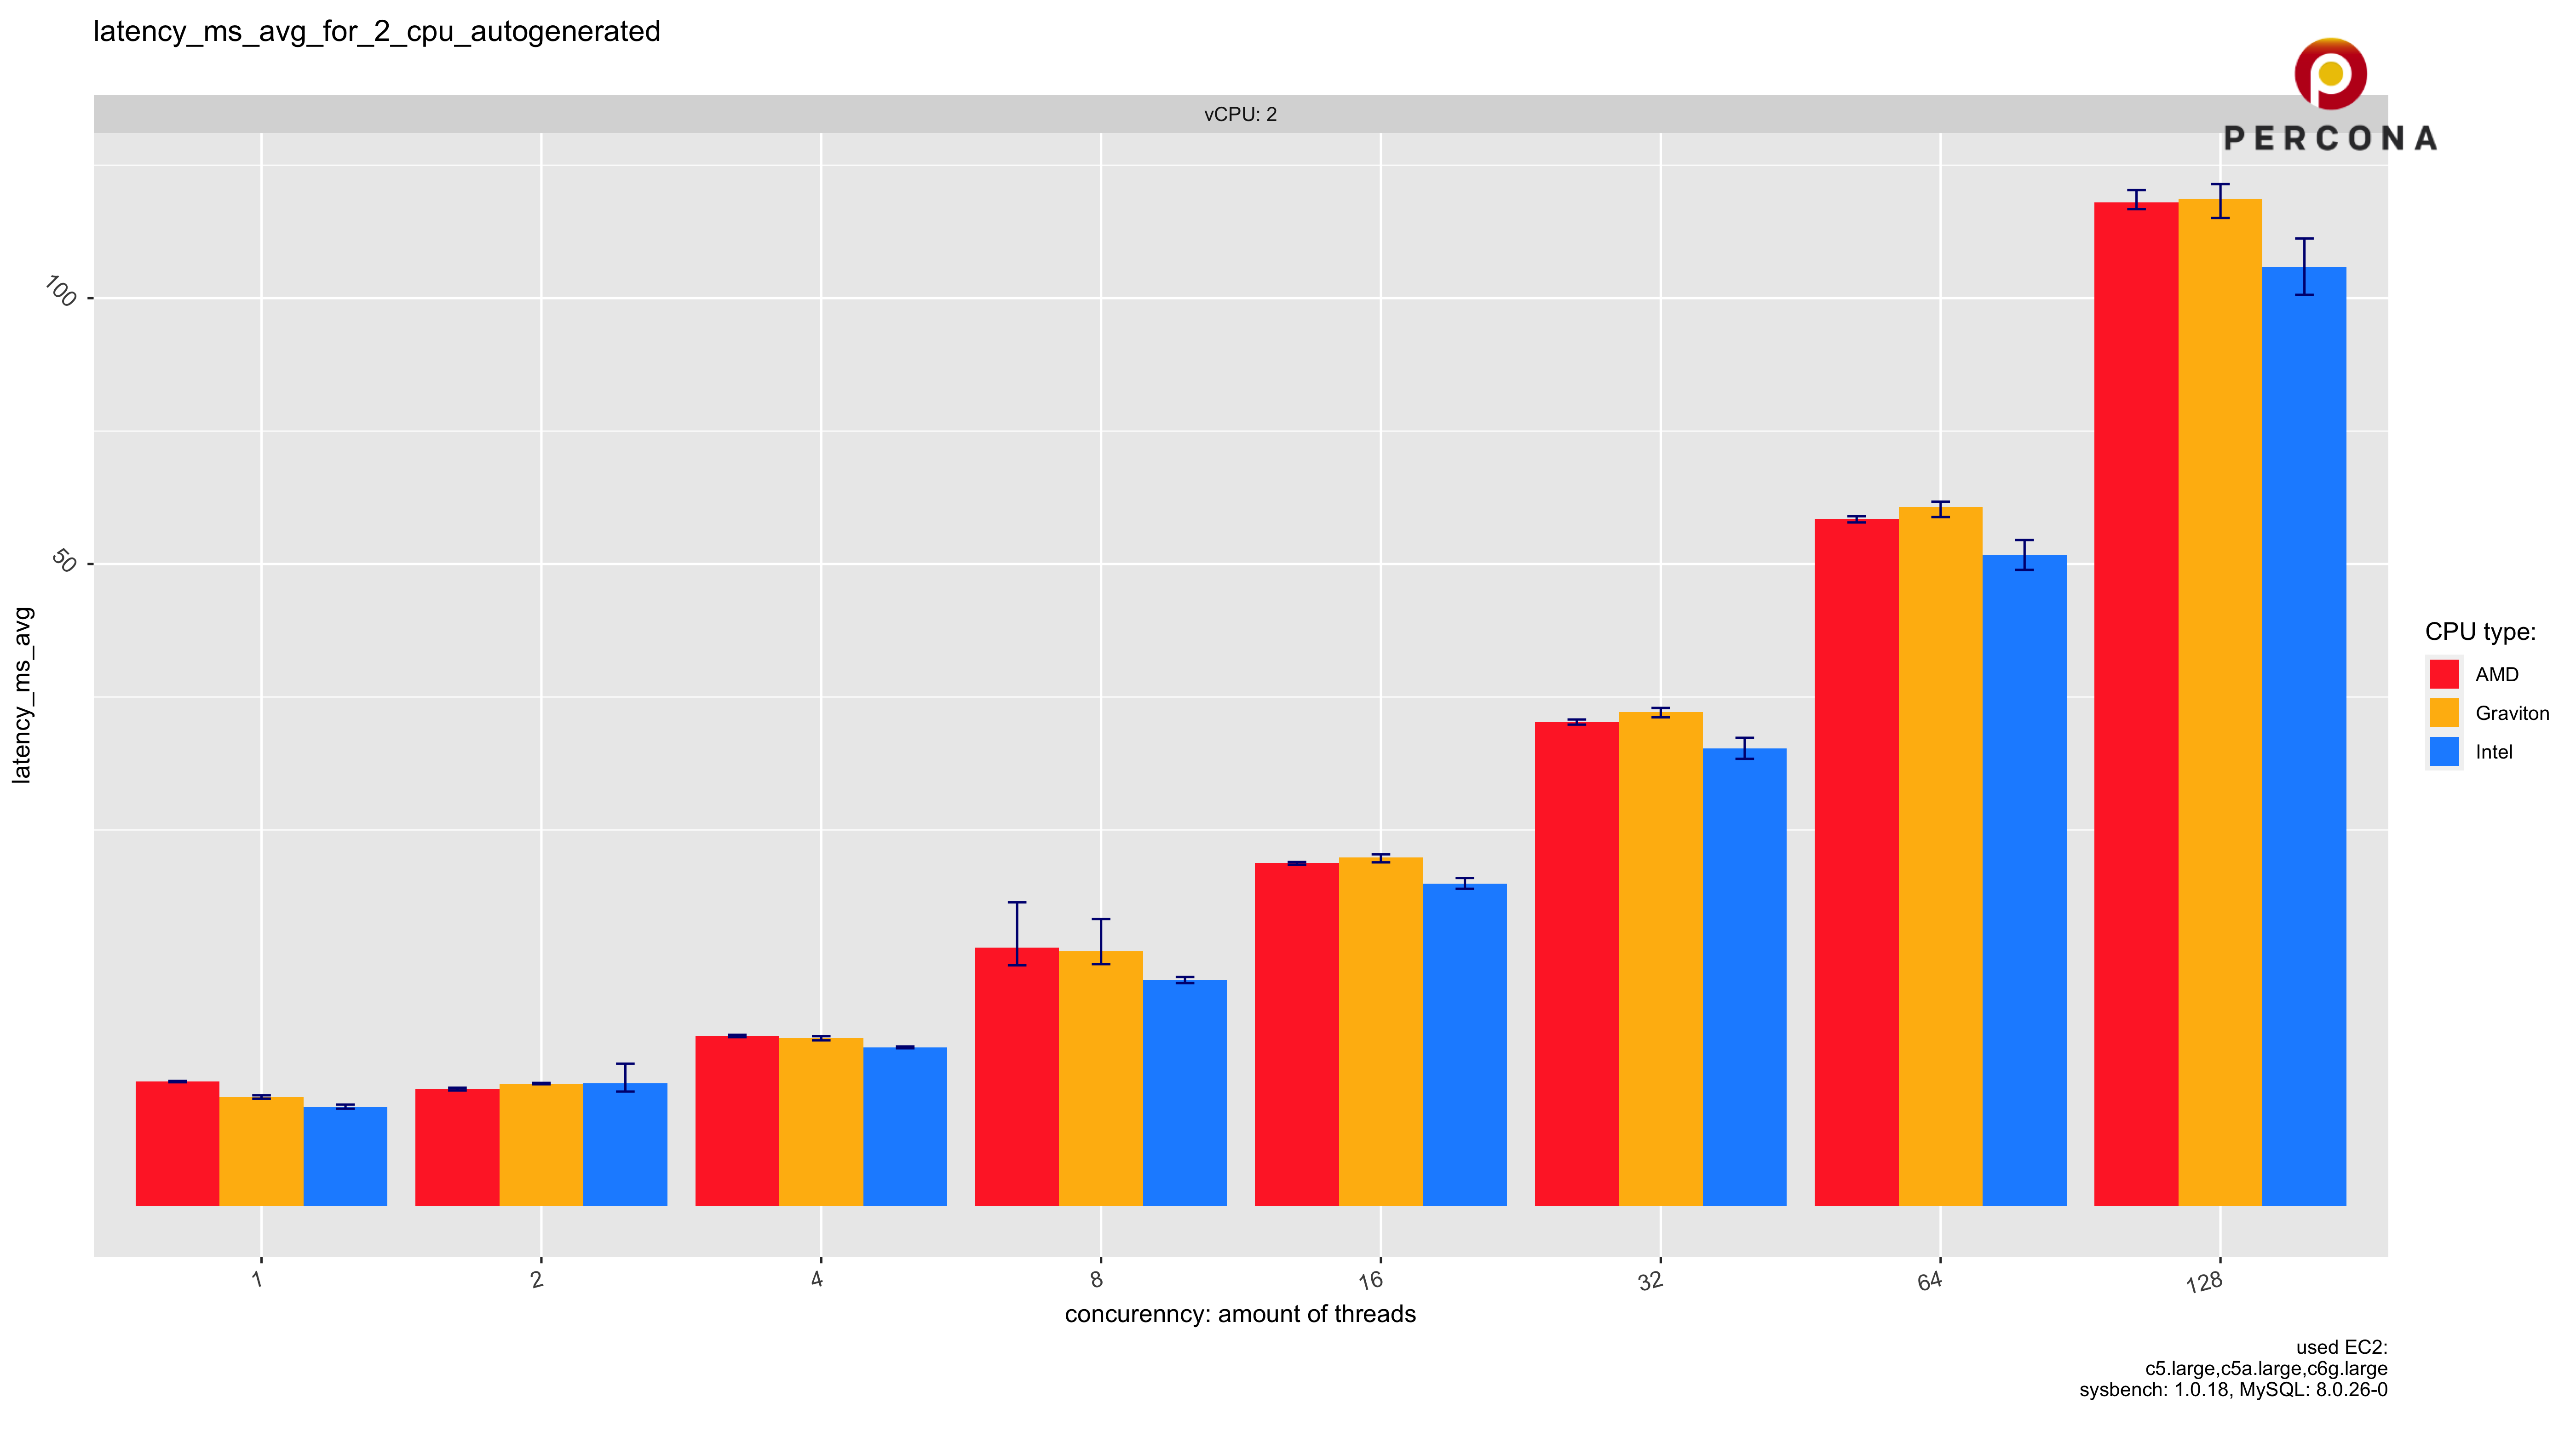 latency_ms_avg_for_2_cpu_autogenerated
PERCONA
vCPU: 2
100
50
latency_ms_avg
CPU type:
AMD
Graviton
Intel
1
2
4
8
16
32
64
128
concurenncy: amount of threads
used EC2:
c5.large,c5a.large,c6g.large
sysbench: 1.0.18, MySQL: 8.0.26-0